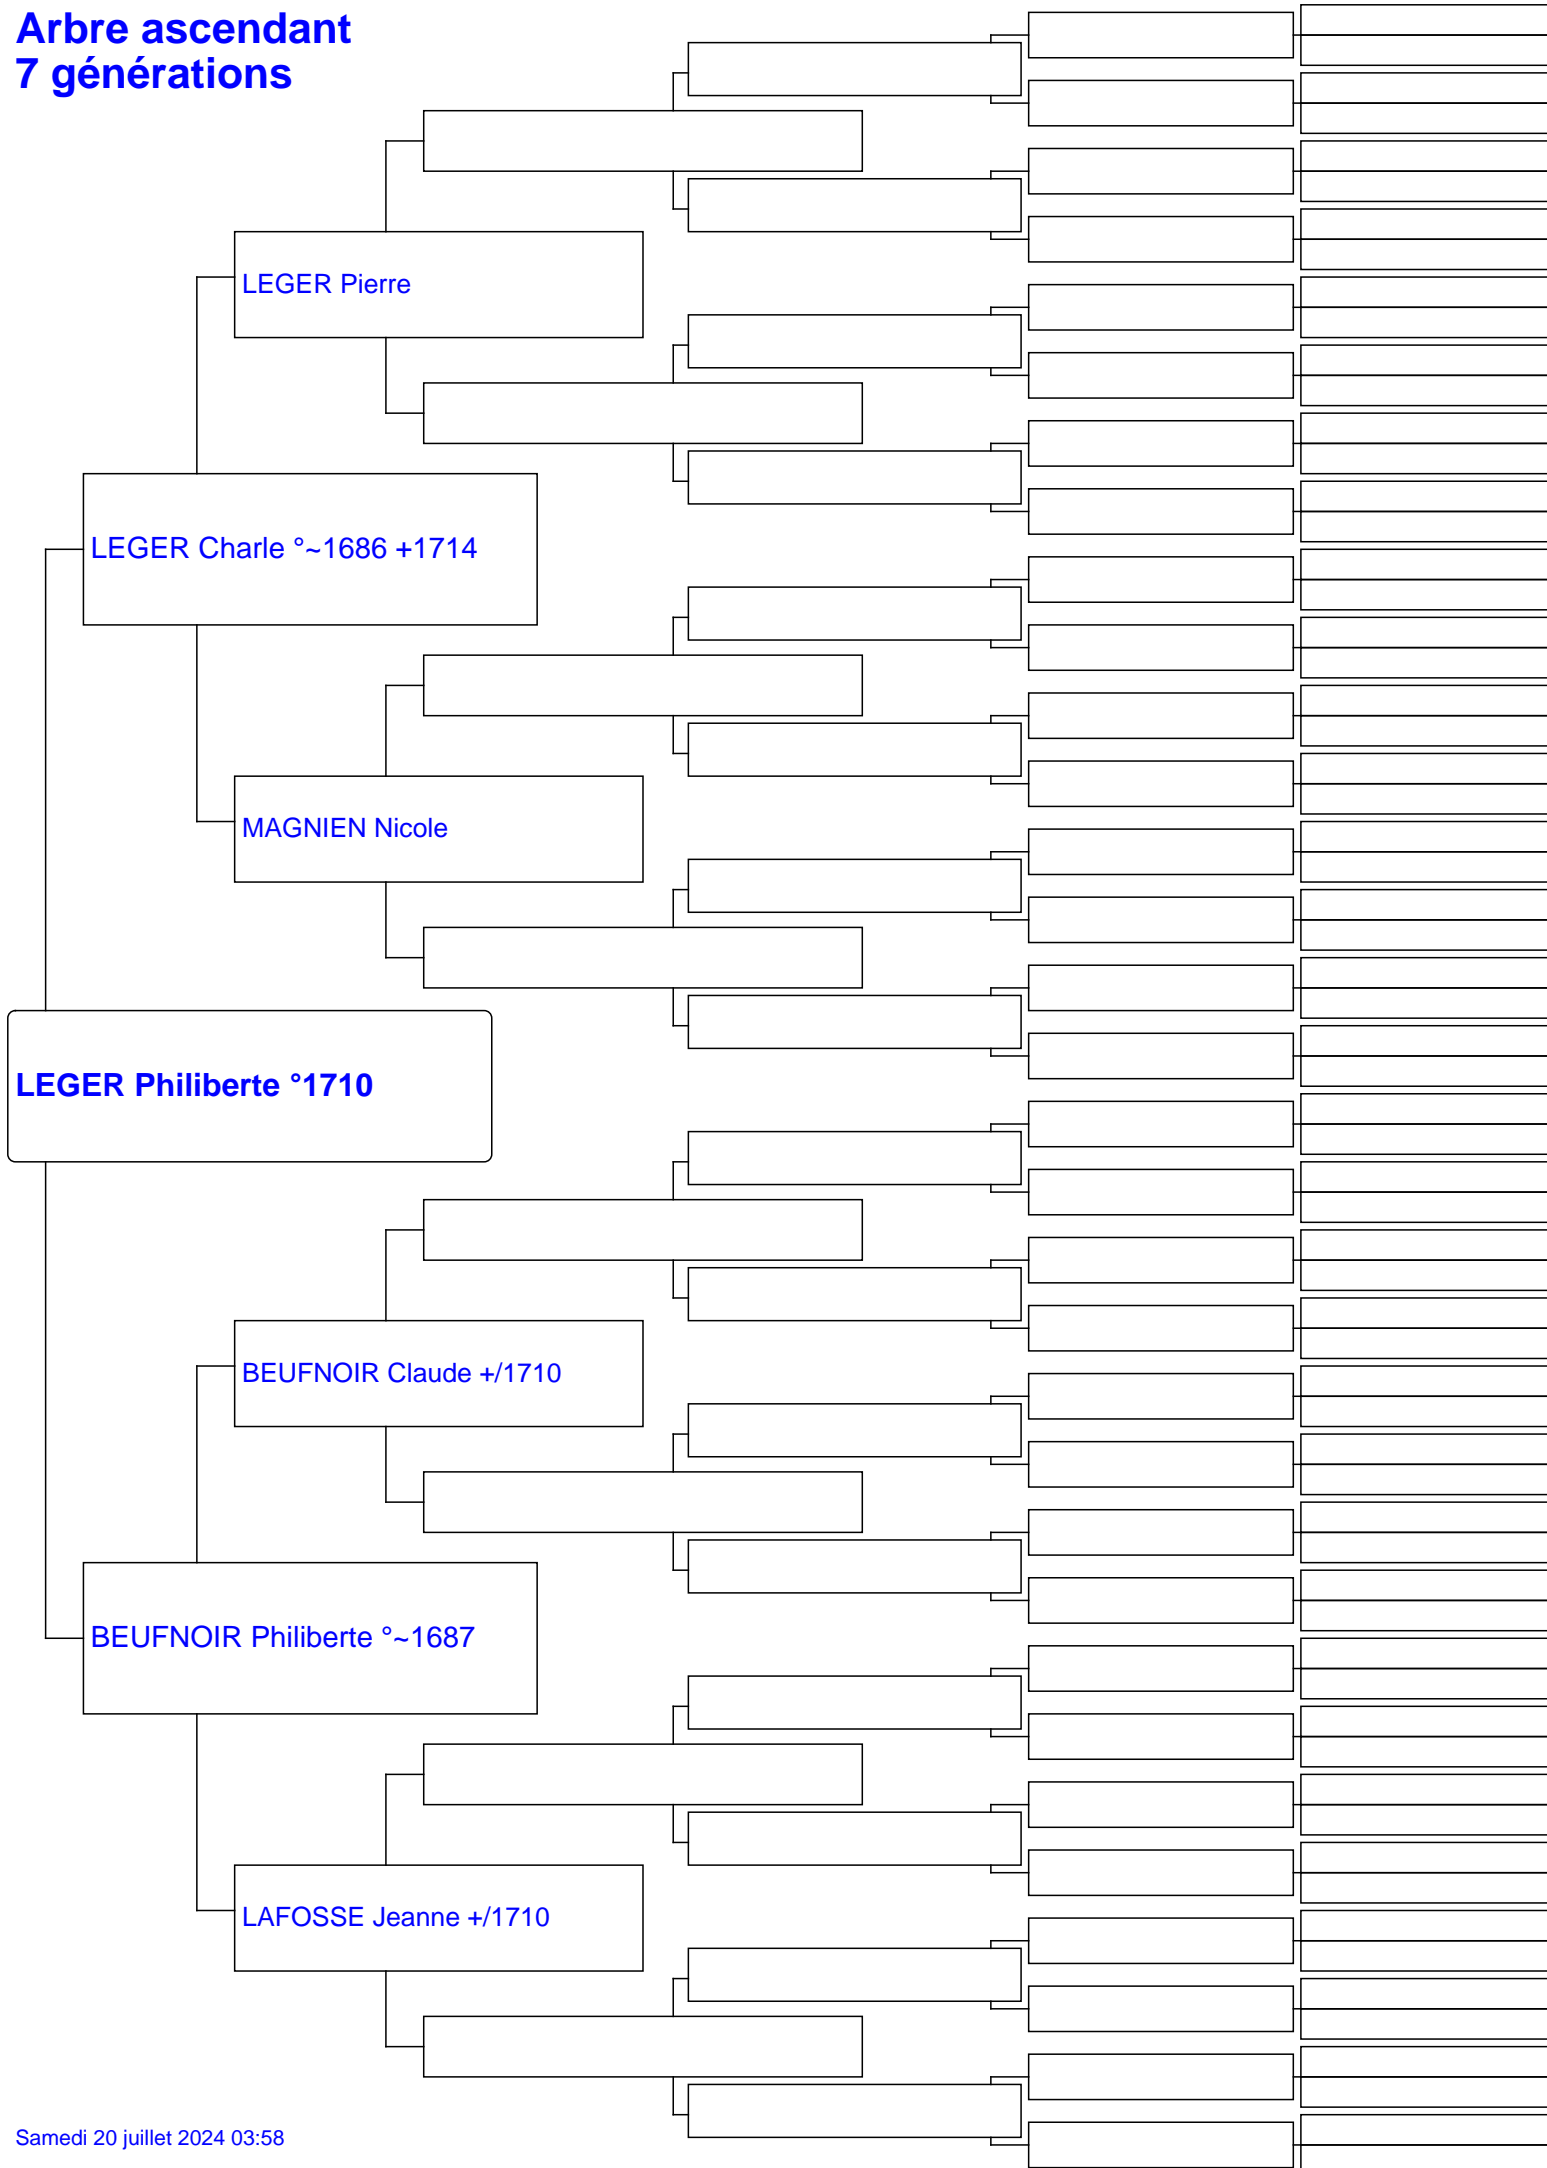 Arbre ascendant
7 générations
LEGER Pierre
LEGER Charle °~1686 +1714
MAGNIEN Nicole
LEGER Philiberte °1710
BEUFNOIR Claude +/1710
BEUFNOIR Philiberte °~1687
LAFOSSE Jeanne +/1710
Samedi 20 juillet 2024 03:58